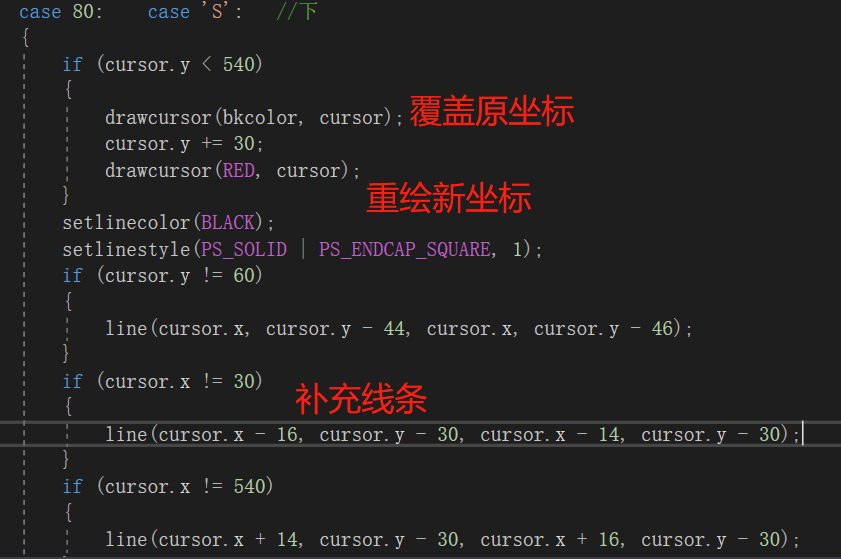 case 80:    case 'S':   //下
{
if (cursor.y < 540)
{
drawcursor(bkcolor, cursor); 覆盖原坐标
cursor.y += 30;
drawcursor(RED, cursor);
}
重绘新坐标
setlinecolor(BLACK);
setlinestyle(PS_SOLID | PS_ENDCAP_SQUARE, 1);
if (cursor.y != 60)
{
line(cursor.x, cursor.y - 44, cursor.x, cursor.y - 46);
}
if (cursor.x != 30)
{
补充线条
line(cursor.x - 16, cursor.y - 30, cursor.x - 14, cursor.y - 30);
}
if (cursor.x != 540)
{
line(cursor.x + 14, cursor.y - 30, cursor.x + 16, cursor.y - 30);